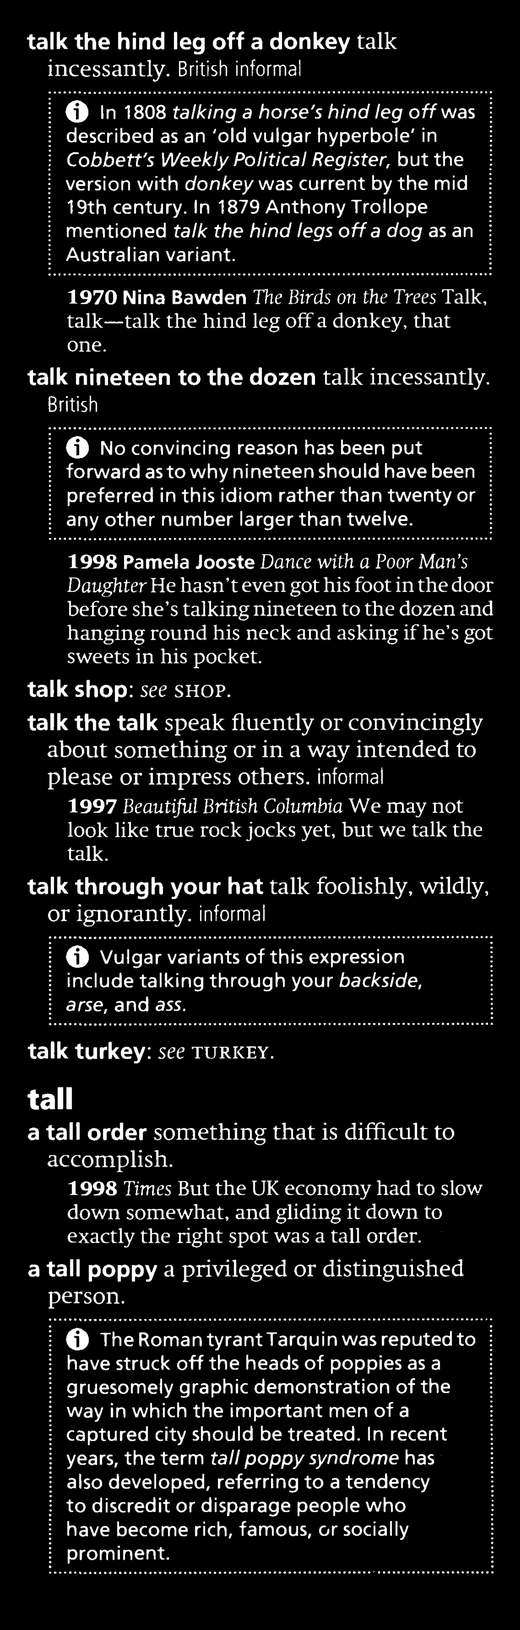 talk the hind leg off a donkey talk
incessantly. British informal
i In 1808 talking a horse's hind leg off was
described as an ‘old vulgar hyperbole’ in
Cobbett's Weekly Political Register, but the
version with donkey was current by the mid
19th century. In 1879 Anthony Trollope
mentioned talk the hind legs off a dog as an
Australian variant.
1970 Nina Bawden The Birds on the Trees Talk,
talk—talk the hind leg off a donkey, that
one.
talk nineteen to the dozen talk incessantly.
British
i No convincing reason has been put
forward as to why nineteen should have been
preferred in this idiom rather than twenty or
any other number larger than twelve.
1998 Pamela Jooste Dance with a Poor Man's
Daughter He hasn't even got his foot in the door
before she's talking nineteen to the dozen and
hanging round his neck and asking if he's got
sweets in his pocket.
talk shop: see SHOP.
talk the talk speak fluently or convincingly
about something or in a way intended to
please or impress others. informal
1997 Beautiful British Columbia We may not
look like true rock jocks yet, but we talk the
talk.
talk through your hat talk foolishly, wildly,
or ignorantly. informal
i Vulgar variants of this expression
include talking through your backside,
arse, and ass.
talk turkey: see TURKEY.
tall
a tall order something that is difficult to
accomplish.
1998 Times But the UK economy had to slow
down somewhat, and gliding it down to
exactly the right spot was a tall order.
a tall poppy a privileged or distinguished
person.
i The Roman tyrant Tarquin was reputed to
have struck off the heads of poppies as a
gruesomely graphic demonstration of the
way in which the important men of a
captured city should be treated. In recent
years, the term tall poppy syndrome has
also developed, referring to a tendency
to discredit or disparage people who
have become rich, famous, or socially
prominent.